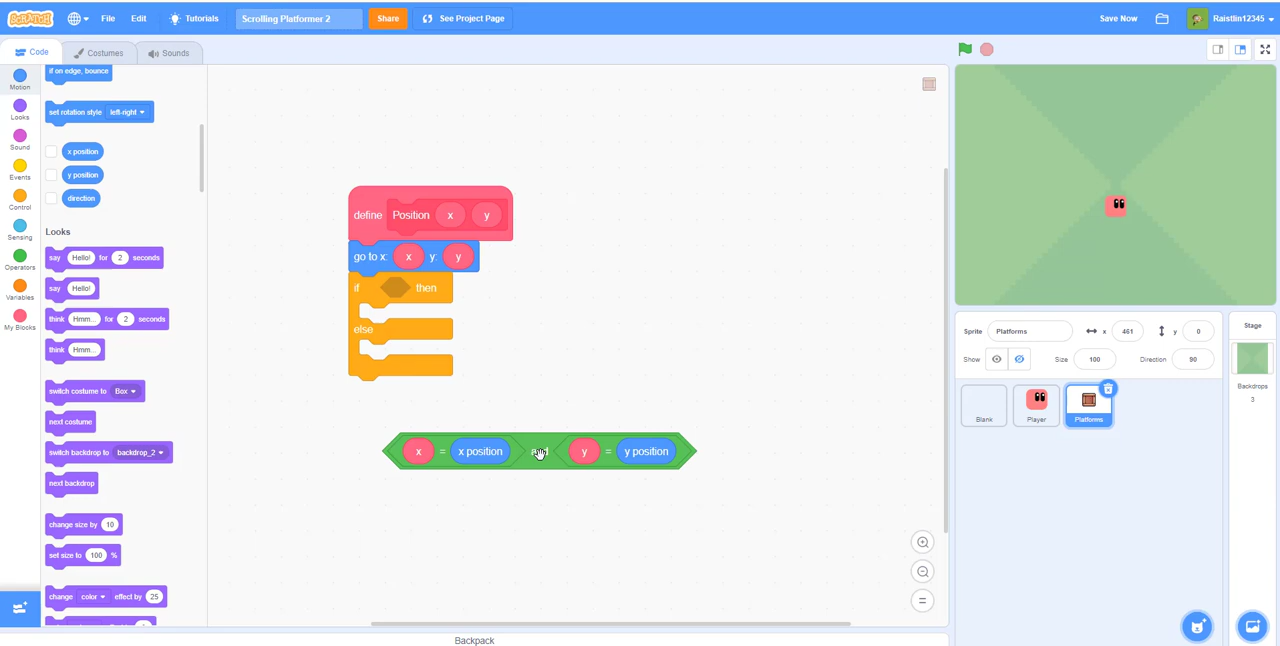 SCRATCH File Edit Tutorials Scrolling Platformer 2 Share See Project Page Save Now Raistlin12345
Code Costumes Sounds
Motion
Looks
Sound
Events
Control
Sensing
Operators
Variables
My Blocks
if on edge, bounce
set rotation style left-right
x position
y position
direction
Looks
say Hello! for 2 seconds
say Hello!
think Hmm... for 2 seconds
think Hmm...
switch costume to Box
next costume
switch backdrop to backdrop_2
next backdrop
change size by 10
set size to 100 %
change color effect by 25
define Position x y
go to x: x y: y
if then
else
x = x position and y = y position
Backpack
Sprite Platforms x 461 y 0
Show Size 100 Direction 90
Blank
Player
Platforms
Stage
Backdrops
3